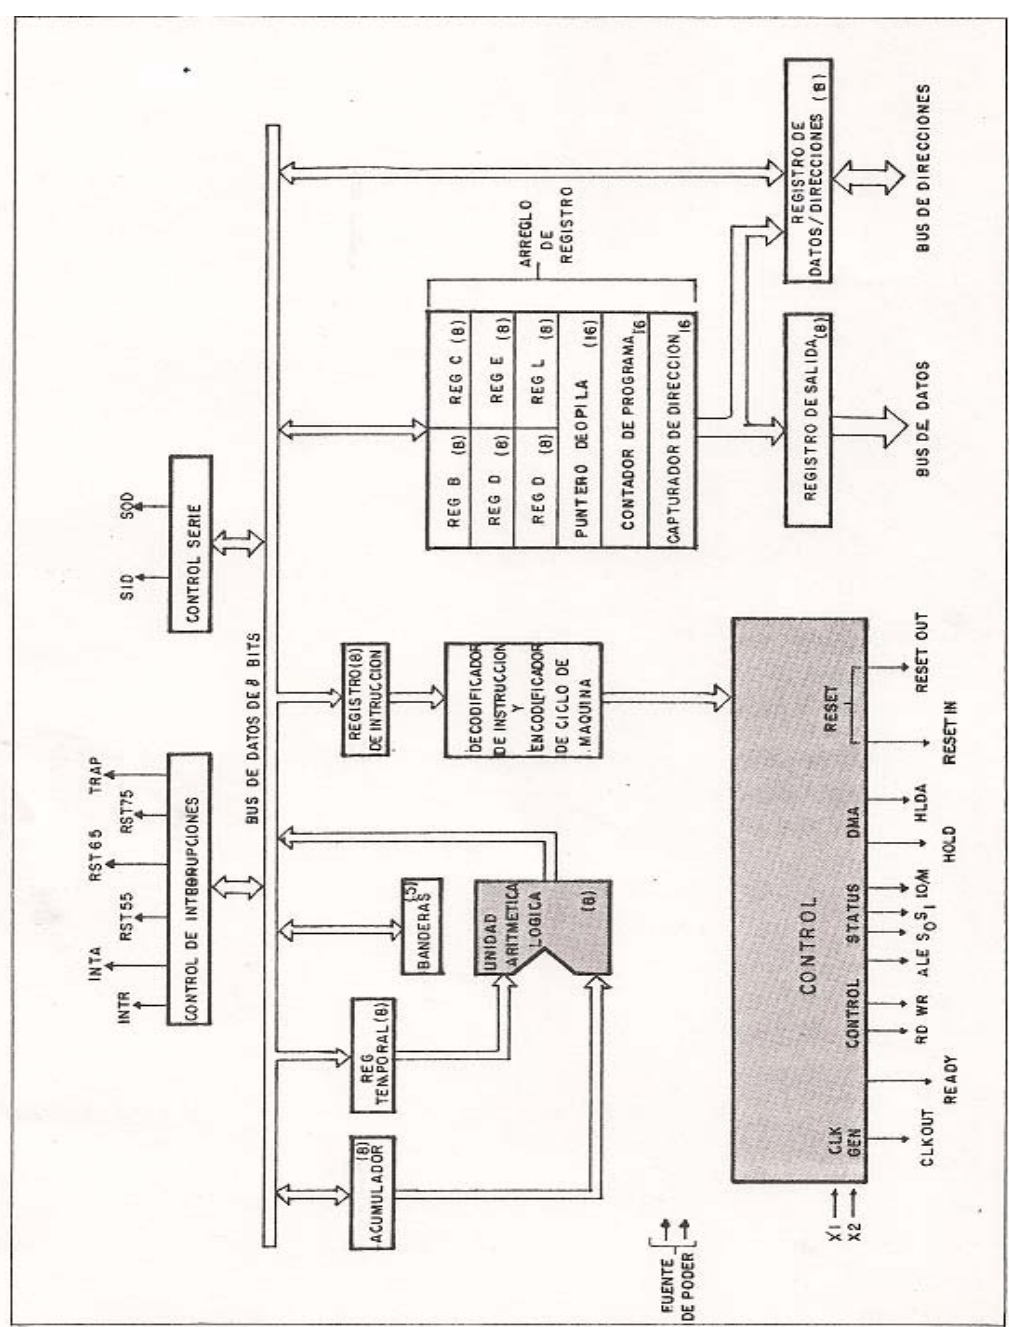 INTR
INTA
RST55
RST65
RST75
TRAP
CONTROL DE INTERRUPCIONES
SID
SOD
CONTROL SERIE
BUS DE DATOS DE 8 BITS
(8)
ACUMULADOR
REG
TEMPORAL (8)
(5)
BANDERAS
UNIDAD
ARITMETICA
LOGICA
(8)
REGISTRO (8)
DE INTRUCCION
DECODIFICADOR
DE INSTRUCCION
Y
ENCODIFICADOR
DE CICLO DE
MAQUINA
REG B (8)
REG C (8)
REG D (8)
REG E (8)
REG D (8)
REG L (8)
PUNTERO DEOPILA (16)
CONTADOR DE PROGRAMA 16
CAPTURADOR DE DIRECCION 16
ARREGLO
DE
REGISTRO
REGISTRO DE SALIDA (8)
REGISTRO DE
DATOS/DIRECCIONES (8)
BUS DE DATOS
BUS DE DIRECCIONES
FUENTE
DE PODER
X1
X2
CONTROL
CLK
GEN
CONTROL
STATUS
DMA
RESET
CLKOUT
READY
RD
WR
ALE
S0
S1
IO/M
HOLD
HLDA
RESET IN
RESET OUT